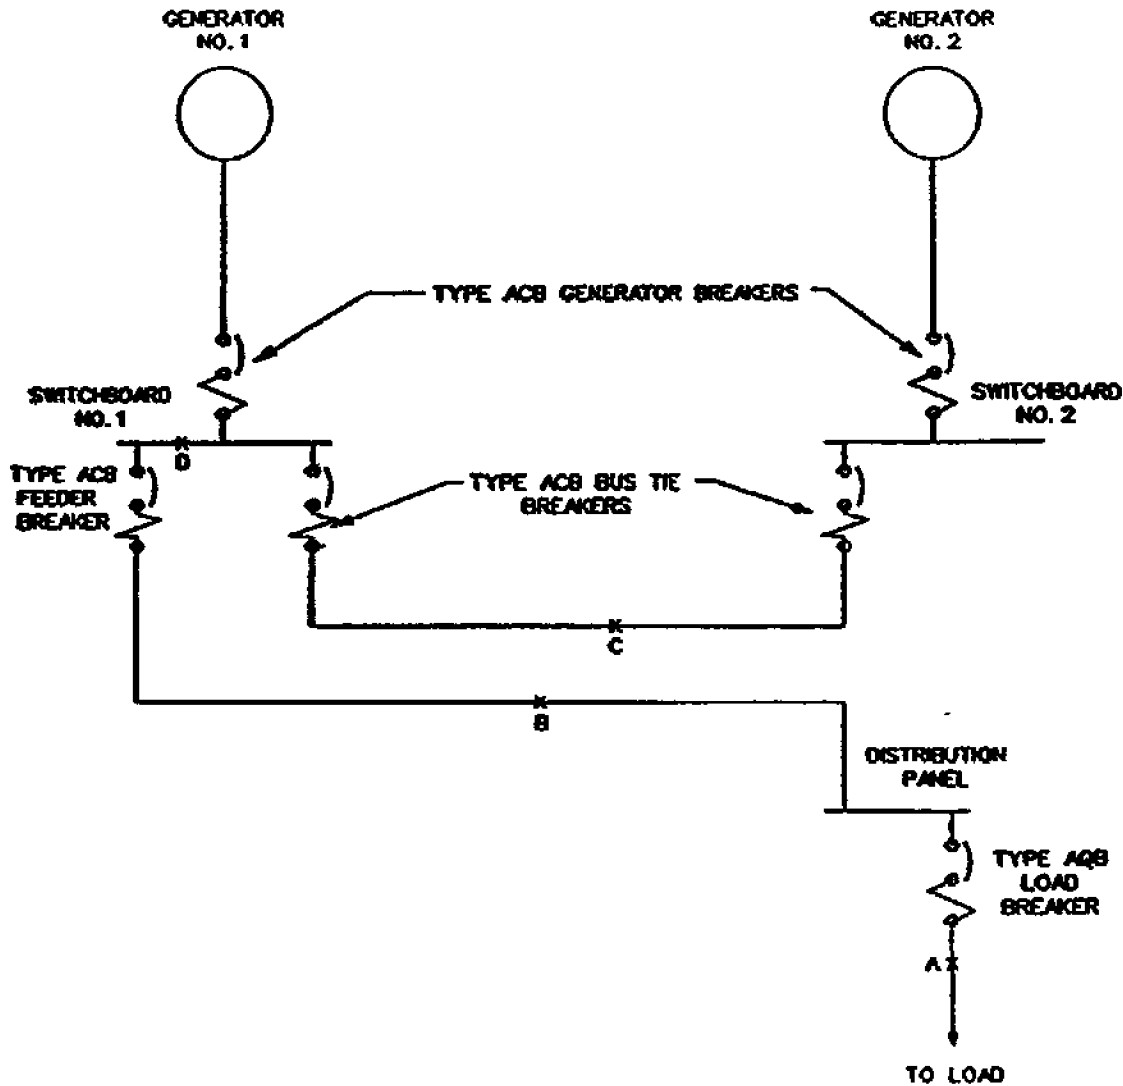 GENERATOR
NO. 1
GENERATOR
NO. 2
TYPE ACB GENERATOR BREAKERS
SWITCHBOARD
NO. 1
SWITCHBOARD
NO. 2
D
TYPE ACB
FEEDER
BREAKER
TYPE ACB BUS TIE
BREAKERS
C
B
DISTRIBUTION
PANEL
TYPE AQB
LOAD
BREAKER
A
TO LOAD